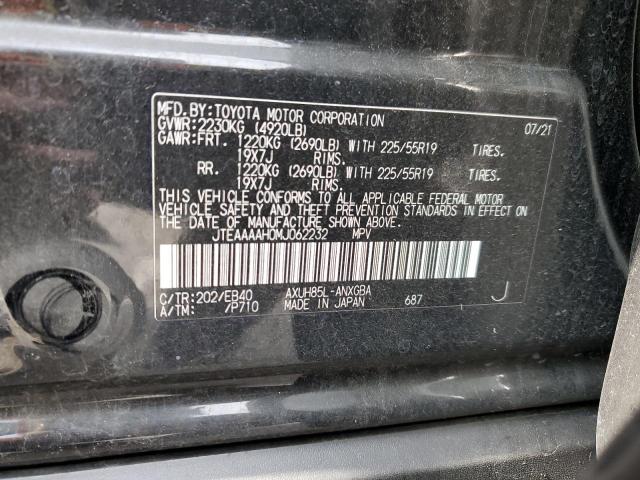 MFD.BY:TOYOTA MOTOR CORPORATION 07/21
GVWR:2230KG (4920LB)
GAWR:FRT. 1220KG (2690LB) WITH 225/55R19 TIRES.
19X7J RIMS.
RR. 1220KG (2690LB) WITH 225/55R19 TIRES.
19X7J RIMS.
THIS VEHICLE CONFORMS TO ALL APPLICABLE FEDERAL MOTOR
VEHICLE SAFETY AND THEFT PREVENTION STANDARDS IN EFFECT ON
THE DATE OF MANUFACTURE SHOWN ABOVE.
JTEAAAAH0MJ062232 MPV
C/TR:202/EB40 AXUH85L-ANXGBA
A/TM: /P710 MADE IN JAPAN 687 J